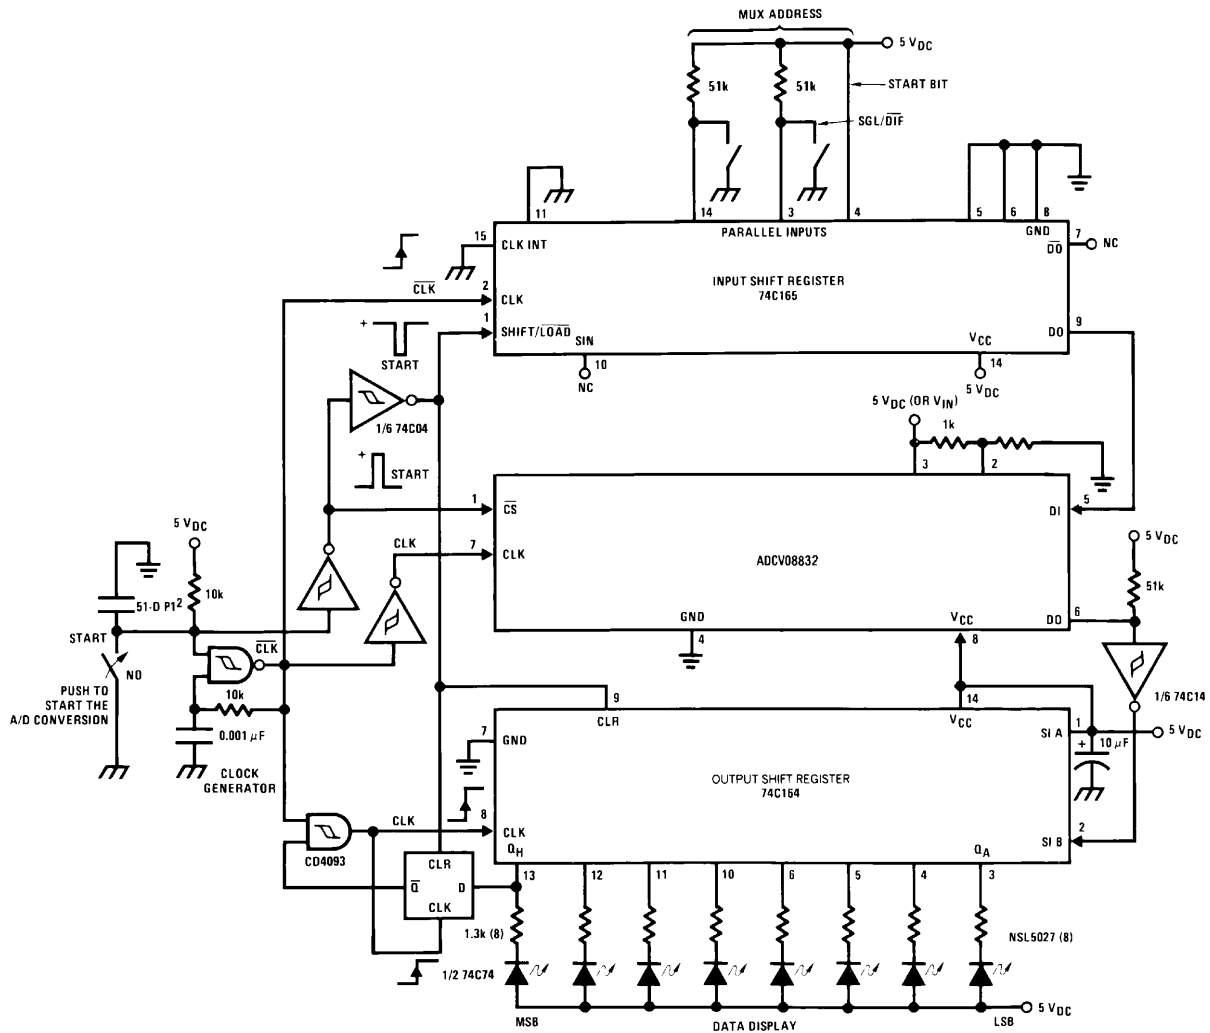 MUX ADDRESS
5 VDC
51k
51k
START BIT
SGL/DIF
11
14
3
4
5
6
8
GND
PARALLEL INPUTS
15
CLK INT
7
DO
NC
INPUT SHIFT REGISTER
74C165
CLK
2
CLK
1
SHIFT/LOAD
9
DO
+
START
SIN
10
NC
VCC
14
5 VDC
1/6 74C04
5 VDC (OR VIN)
1k
+
START
3
2
1
CS
5
DI
CLK
7
CLK
ADCV08832
5 VDC
10k
5 VDC
51k
51-D P1²
START
NO
CLK
GND
4
VCC
8
6
DO
PUSH TO
START THE
A/D CONVERSION
10k
1/6 74C14
0.001 µF
CLOCK
GENERATOR
9
CLR
14
VCC
7
GND
1
SI A
+
10 µF
5 VDC
OUTPUT SHIFT REGISTER
74C164
CLK
8
CLK
2
SI B
CD4093
QH
QA
CLR
Q
D
CLK
13
12
11
10
6
5
4
3
1.3k (8)
NSL5027 (8)
1/2 74C74
MSB
DATA DISPLAY
LSB
5 VDC